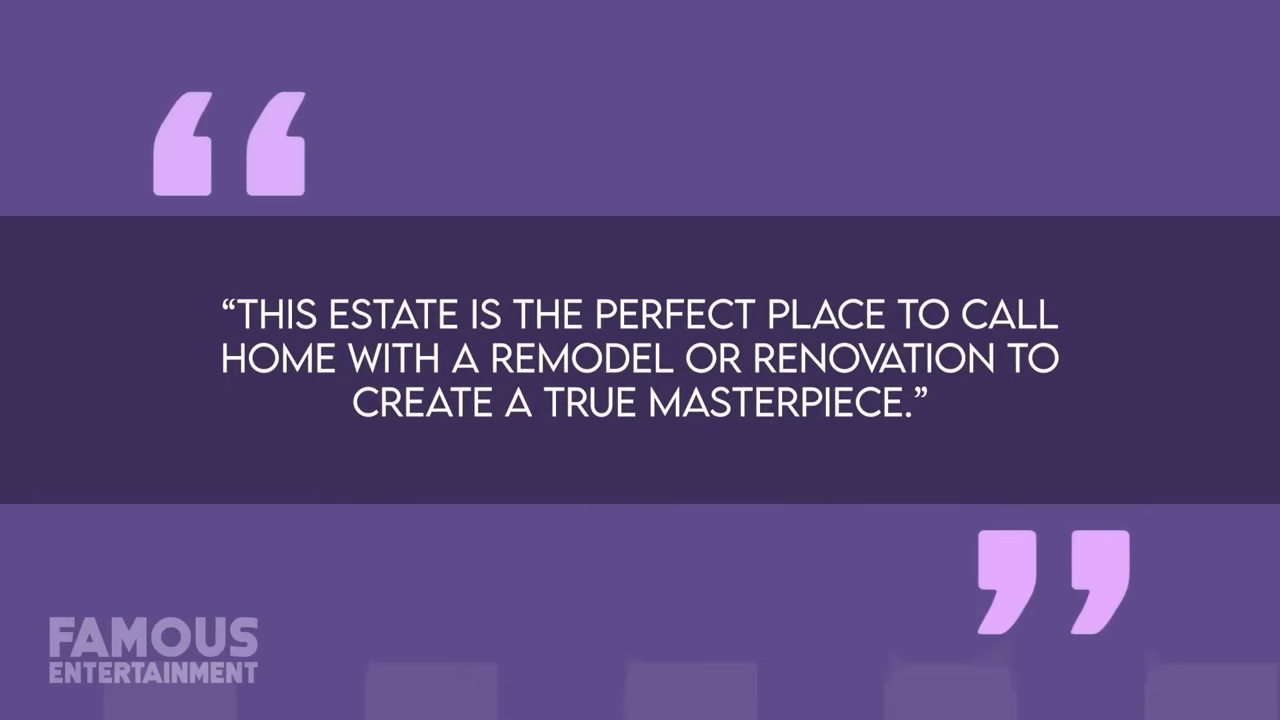 “THIS ESTATE IS THE PERFECT PLACE TO CALL
HOME WITH A REMODEL OR RENOVATION TO
CREATE A TRUE MASTERPIECE.”
FAMOUS
ENTERTAINMENT